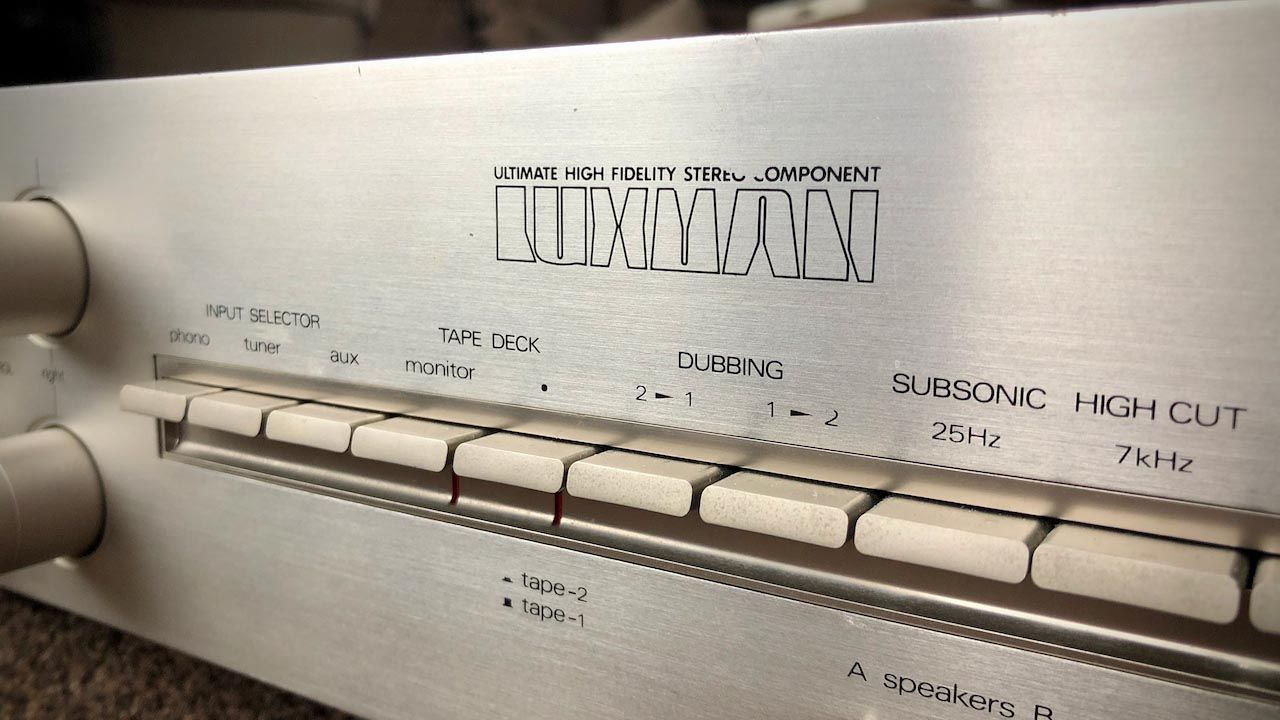 ULTIMATE HIGH FIDELITY STEREO COMPONENT
LUXMAN
INPUT SELECTOR
phono tuner aux
TAPE DECK
monitor
DUBBING
2 ► 1 1 ► 2
SUBSONIC
25Hz
HIGH CUT
7kHz
right
tape-2
tape-1
A speakers B